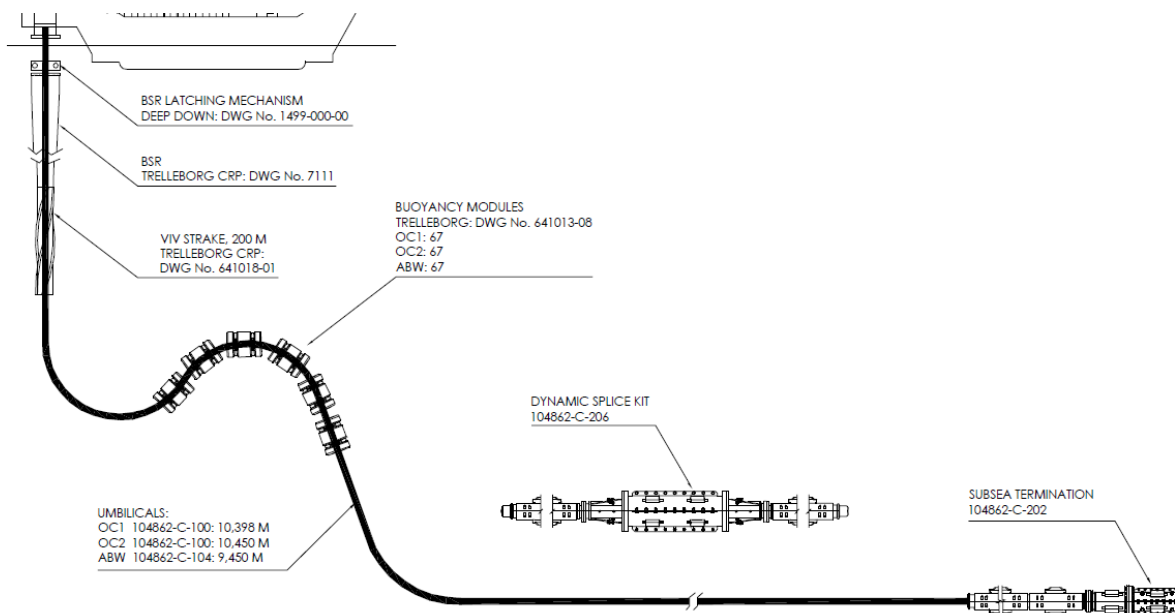 BSR LATCHING MECHANISM
DEEP DOWN: DWG No. 1499-000-00
BSR
TRELLEBORG CRP: DWG No. 7111
VIV STRAKE, 200 M
TRELLEBORG CRP:
DWG No. 641018-01
BUOYANCY MODULES
TRELLEBORG: DWG No. 641013-08
OC1: 67
OC2: 67
ABW: 67
DYNAMIC SPLICE KIT
104862-C-206
SUBSEA TERMINATION
104862-C-202
UMBILICALS:
OC1 104862-C-100: 10,398 M
OC2 104862-C-100: 10,450 M
ABW 104862-C-104: 9,450 M